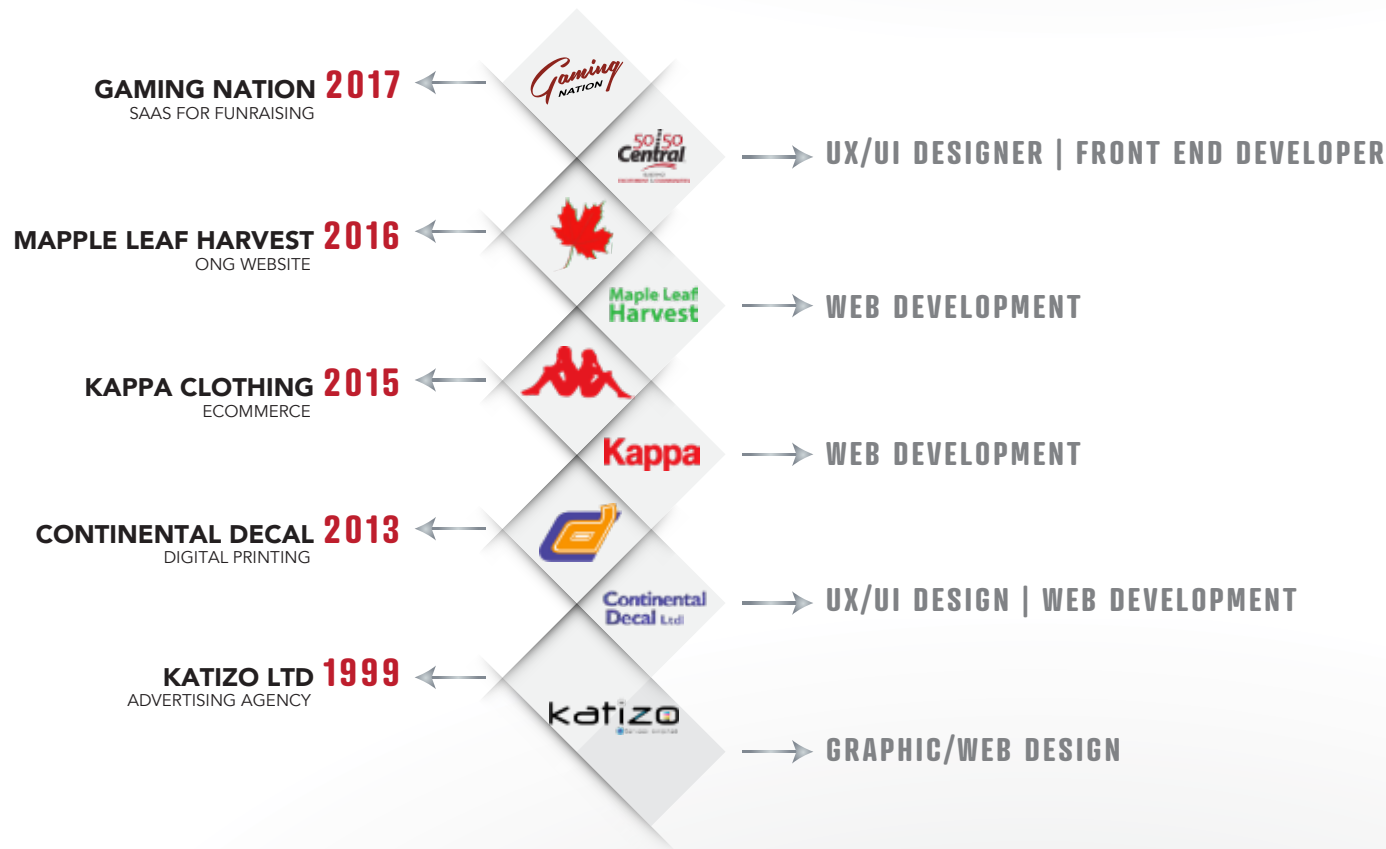 Gaming
NATION
GAMING NATION 2017
SAAS FOR FUNRAISING
50/50
Central
UX/UI DESIGNER | FRONT END DEVELOPER
MAPPLE LEAF HARVEST 2016
ONG WEBSITE
Maple Leaf
Harvest
WEB DEVELOPMENT
KAPPA CLOTHING 2015
ECOMMERCE
Kappa
WEB DEVELOPMENT
CONTINENTAL DECAL 2013
DIGITAL PRINTING
Continental
Decal Ltd
UX/UI DESIGN | WEB DEVELOPMENT
KATIZO LTD 1999
ADVERTISING AGENCY
katizo
GRAPHIC/WEB DESIGN